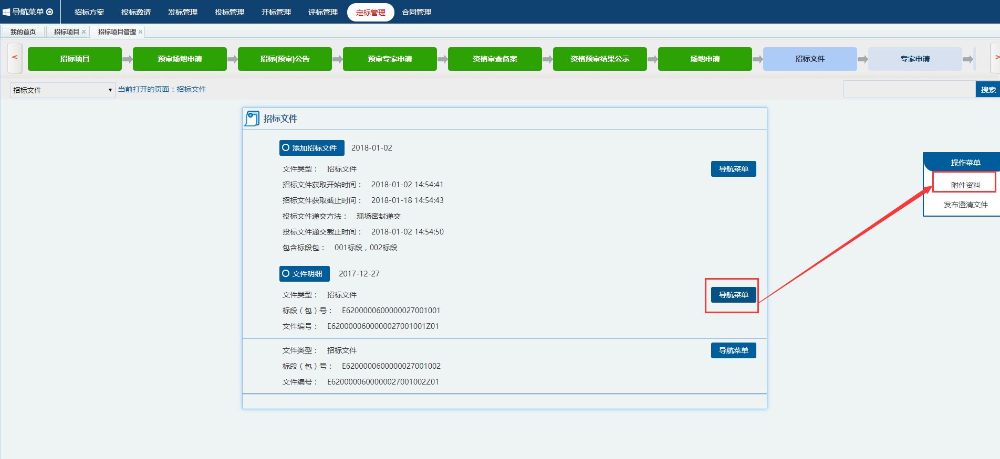 导航菜单 招标方案 投标邀请 发标管理 投标管理 开标管理 评标管理 定标管理 合同管理
我的首页 招标项目 × 招标项目管理 ×
< 招标项目 预审场地申请 招标(预审)公告 预审专家申请 资格审查备案 资格预审结果公示 场地申请 招标文件 专家申请 >
招标文件 ▼ 当前打开的页面：招标文件 搜索
招标文件
添加招标文件 2018-01-02
文件类型： 招标文件 导航菜单
招标文件获取开始时间： 2018-01-02 14:54:41
招标文件获取截止时间： 2018-01-18 14:54:43
投标文件递交方法： 现场密封递交
投标文件递交截止时间： 2018-01-02 14:54:50
包含标段包： 001标段，002标段
文件明细 2017-12-27
文件类型： 招标文件 导航菜单
标段（包）号： E6200000600000027001001
文件编号： E6200000600000027001001Z01
文件类型： 招标文件 导航菜单
标段（包）号： E6200000600000027001002
文件编号： E6200000600000027001002Z01
操作菜单
附件资料
发布澄清文件